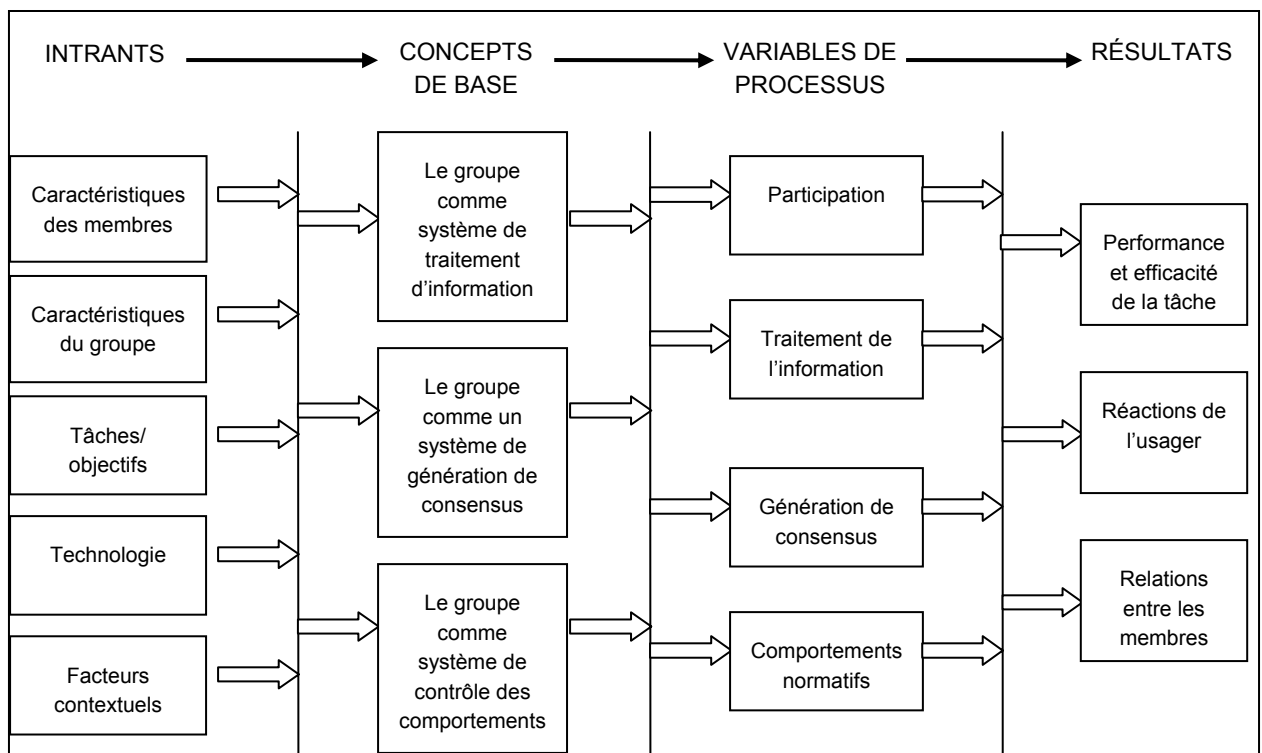 INTRANTS
CONCEPTS
DE BASE
VARIABLES DE
PROCESSUS
RÉSULTATS
Caractéristiques
des membres
Caractéristiques
du groupe
Tâches/
objectifs
Technologie
Facteurs
contextuels
Le groupe
comme
système de
traitement
d'information
Le groupe
comme un
système de
génération de
consensus
Le groupe
comme
système de
contrôle des
comportements
Participation
Traitement de
l'information
Génération de
consensus
Comportements
normatifs
Performance
et efficacité
de la tâche
Réactions de
l'usager
Relations
entre les
membres